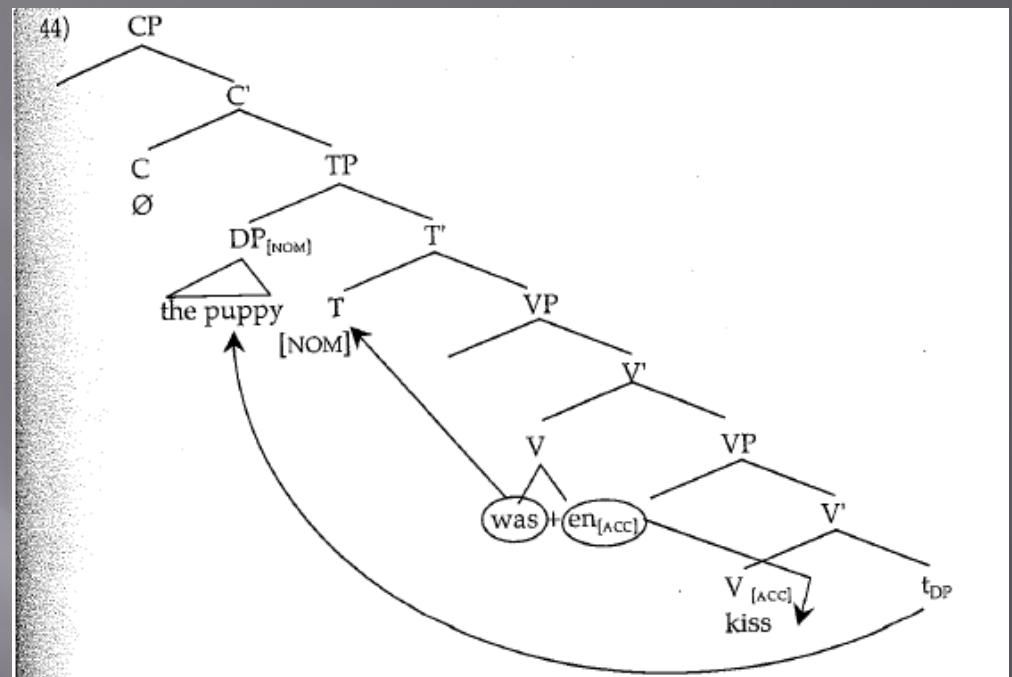 44) CP
C'
C TP
Ø
DP[NOM] T'
the puppy T VP
[NOM]
V'
V VP
was + en[ACC] V'
V [ACC] tDP
kiss